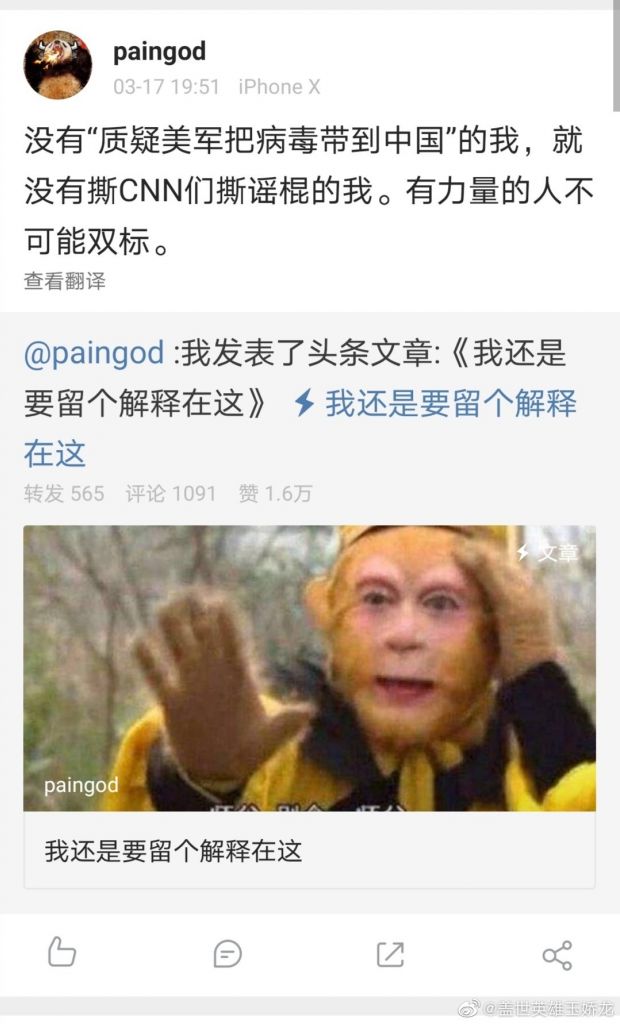 paingod
03-17 19:51 iPhone X
没有“质疑美军把病毒带到中国”的我，就
没有撕CNN们撕谣棍的我。有力量的人不
可能双标。
查看翻译
@paingod :我发表了头条文章:《我还是
要留个解释在这》 我还是要留个解释
在这
转发 565 评论 1091 赞 1.6万
文章
paingod
我还是要留个解释在这
@盖世英雄玉娇龙